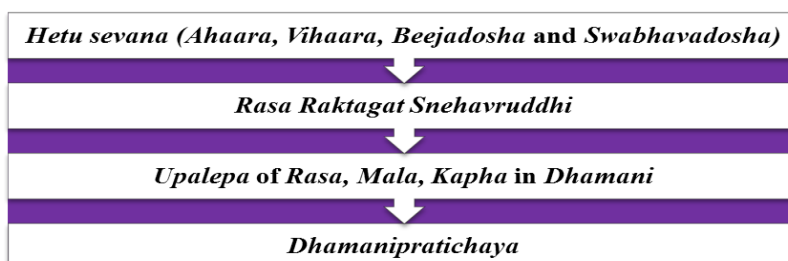 Hetu sevana (Ahaara, Vihaara, Beejadosha and Swabhavadosha)
Rasa Raktagat Snehavruddhi
Upalepa of Rasa, Mala, Kapha in Dhamani
Dhamanipratichaya